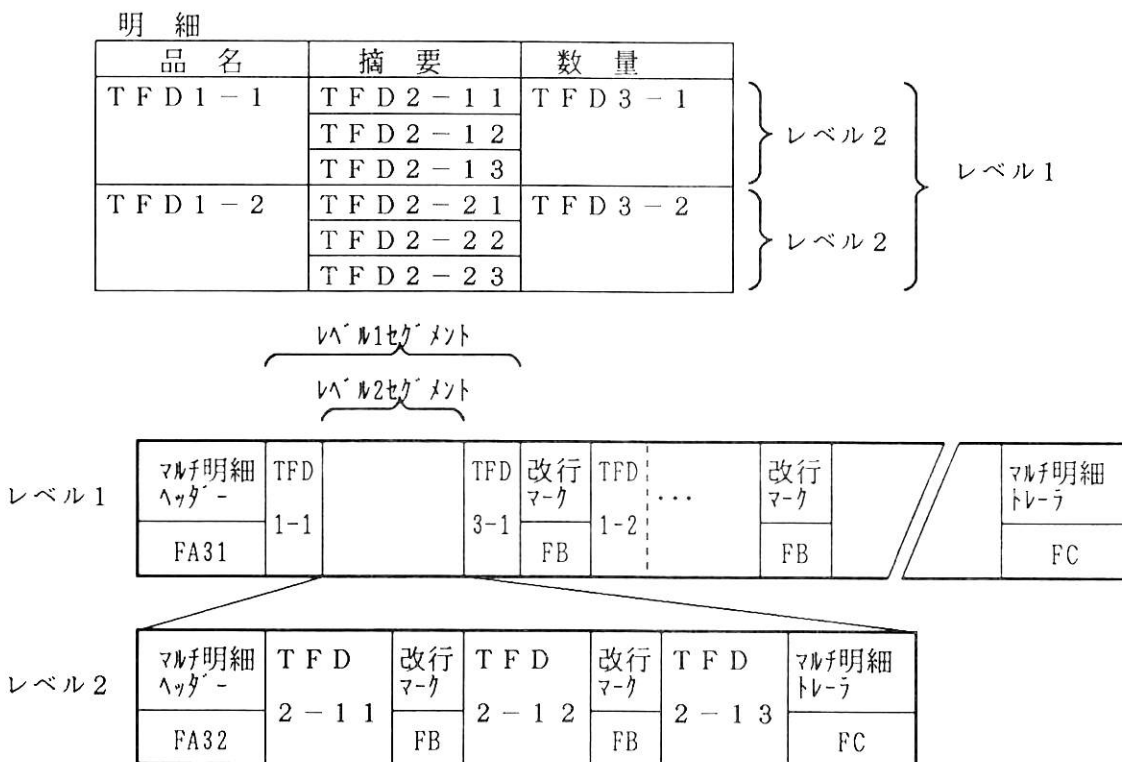 明 細
品 名 摘 要 数 量
TFD1-1 TFD2-11 TFD3-1
TFD2-12
TFD2-13
レベル2
TFD1-2 TFD2-21 TFD3-2
TFD2-22
TFD2-23
レベル2
レベル1
レベル1セグメント
レベル2セグメント
レベル1
マルチ明細
ヘッダー
FA31
TFD
1-1
TFD
3-1
改行
マーク
FB
TFD
1-2
...
改行
マーク
FB
マルチ明細
トレーラ
FC
レベル2
マルチ明細
ヘッダー
FA32
TFD
2-11
改行
マーク
FB
TFD
2-12
改行
マーク
FB
TFD
2-13
マルチ明細
トレーラ
FC